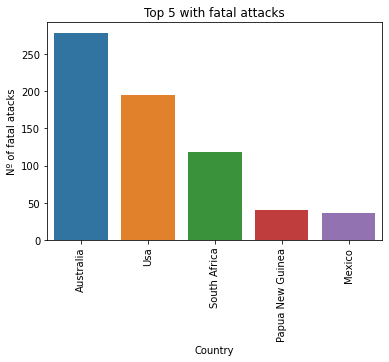 Top 5 with fatal attacks
Nº of fatal atacks
250
200
150
100
50
0
Australia
Usa
South Africa
Papua New Guinea
Mexico
Country